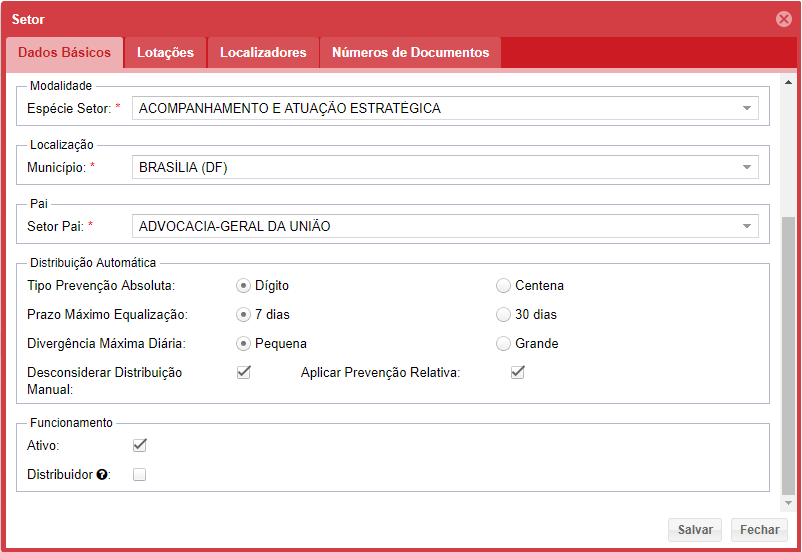 Setor
Dados Básicos Lotações Localizadores Números de Documentos
Modalidade
Espécie Setor: * ACOMPANHAMENTO E ATUAÇÃO ESTRATÉGICA
Localização
Município: * BRASÍLIA (DF)
Pai
Setor Pai: * ADVOCACIA-GERAL DA UNIÃO
Distribuição Automática
Tipo Prevenção Absoluta: Dígito Centena
Prazo Máximo Equalização: 7 dias 30 dias
Divergência Máxima Diária: Pequena Grande
Desconsiderar Distribuição Aplicar Prevenção Relativa:
Manual:
Funcionamento
Ativo:
Distribuidor ?:
Salvar Fechar